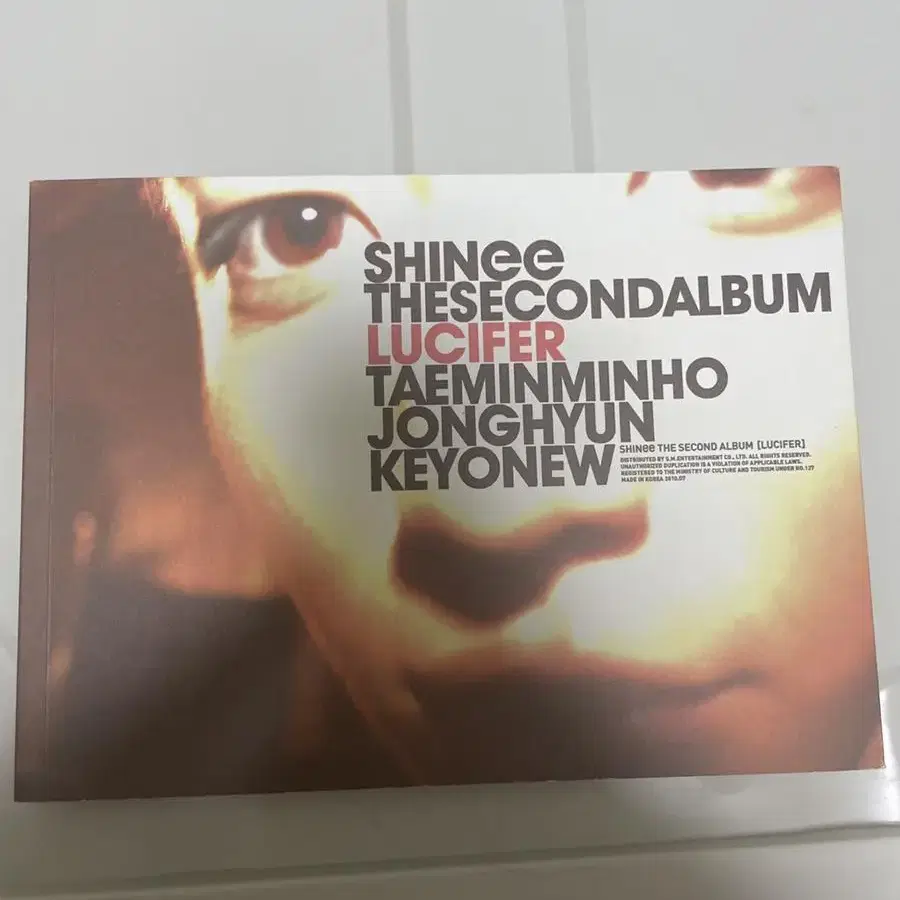 SHINee
THESECONDALBUM
LUCIFER
TAEMINMINHO
JONGHYUN
KEYONEW
SHINee THE SECOND ALBUM [LUCIFER]
DISTRIBUTED BY S.M.ENTERTAINMENT CO., LTD. ALL RIGHTS RESERVED.
UNAUTHORIZED DUPLICATION IS A VIOLATION OF APPLICABLE LAWS.
REGISTERED TO THE MINISTRY OF CULTURE AND TOURISM UNDER NO.127
MADE IN KOREA 2010.07